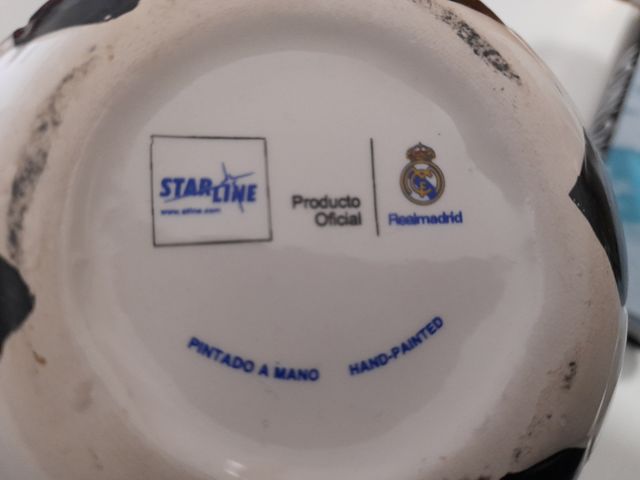 STARLINE
www.stline.com
Producto
Oficial
Realmadrid
PINTADO A MANO
HAND-PAINTED